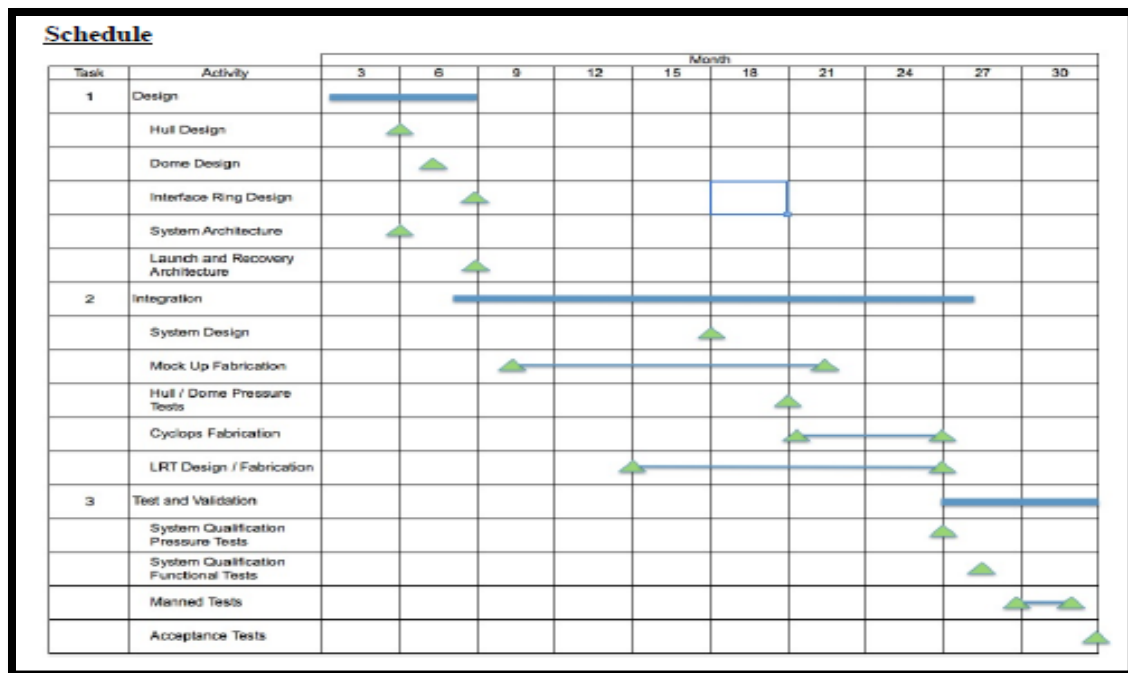 Schedule
Month
Task Activity 3 6 9 12 15 18 21 24 27 30
1 Design
Hull Design
Dome Design
Interface Ring Design
System Architecture
Launch and Recovery
Architecture
2 Integration
System Design
Mock Up Fabrication
Hull / Dome Pressure
Tests
Cyclops Fabrication
LRT Design / Fabrication
3 Test and Validation
System Qualification
Pressure Tests
System Qualification
Functional Tests
Manned Tests
Acceptance Tests